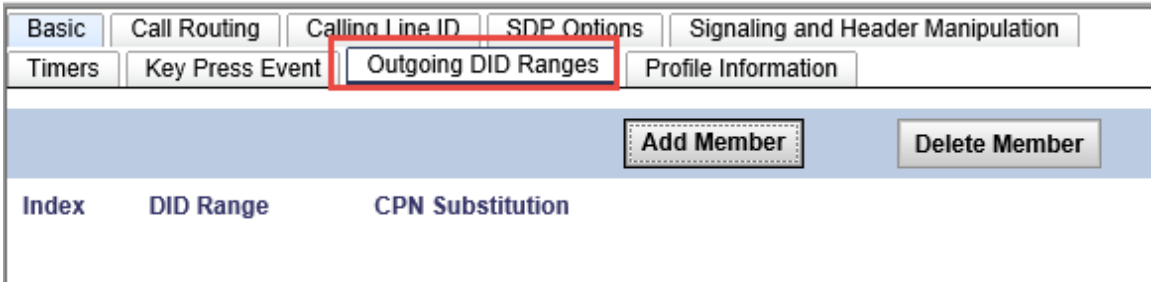 Basic Call Routing Calling Line ID SDP Options Signaling and Header Manipulation
Timers Key Press Event Outgoing DID Ranges Profile Information
Add Member Delete Member
Index DID Range CPN Substitution